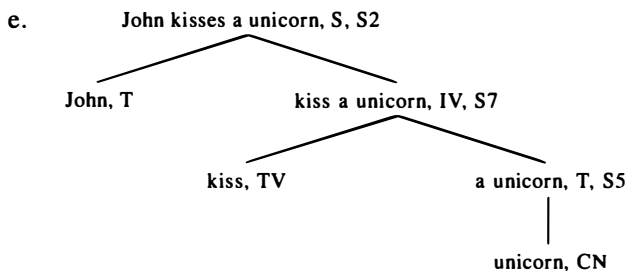 e. John kisses a unicorn, S, S2
John, T kiss a unicorn, IV, S7
kiss, TV a unicorn, T, S5
unicorn, CN